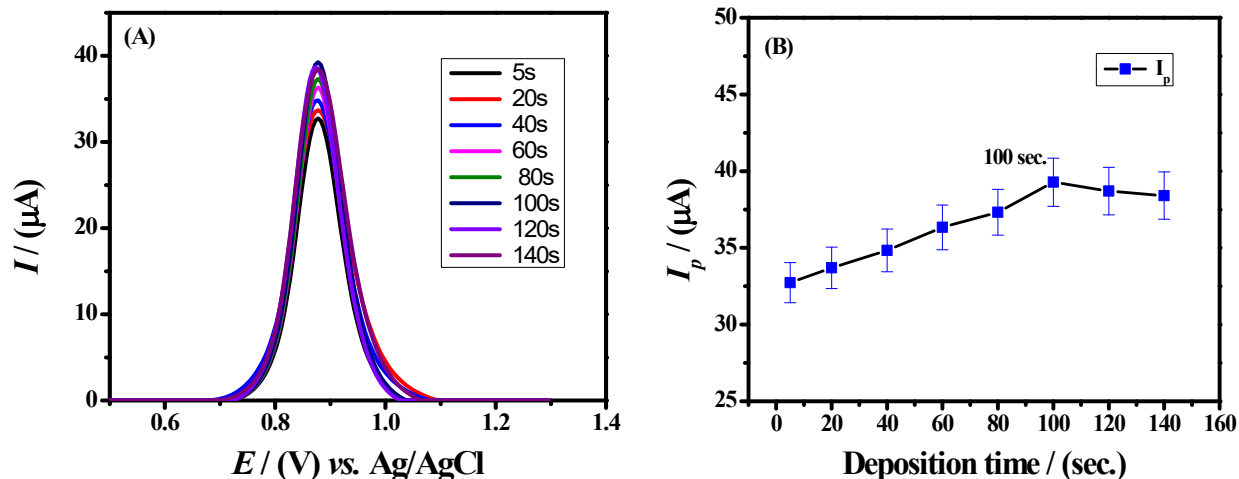 (A)
40
30
20
10
0
I / (µA)
5s
20s
40s
60s
80s
100s
120s
140s
0.6 0.8 1.0 1.2 1.4
E / (V) vs. Ag/AgCl
(B)
50
45
40
35
30
25
I_p / (µA)
I_p
100 sec.
0 20 40 60 80 100 120 140 160
Deposition time / (sec.)